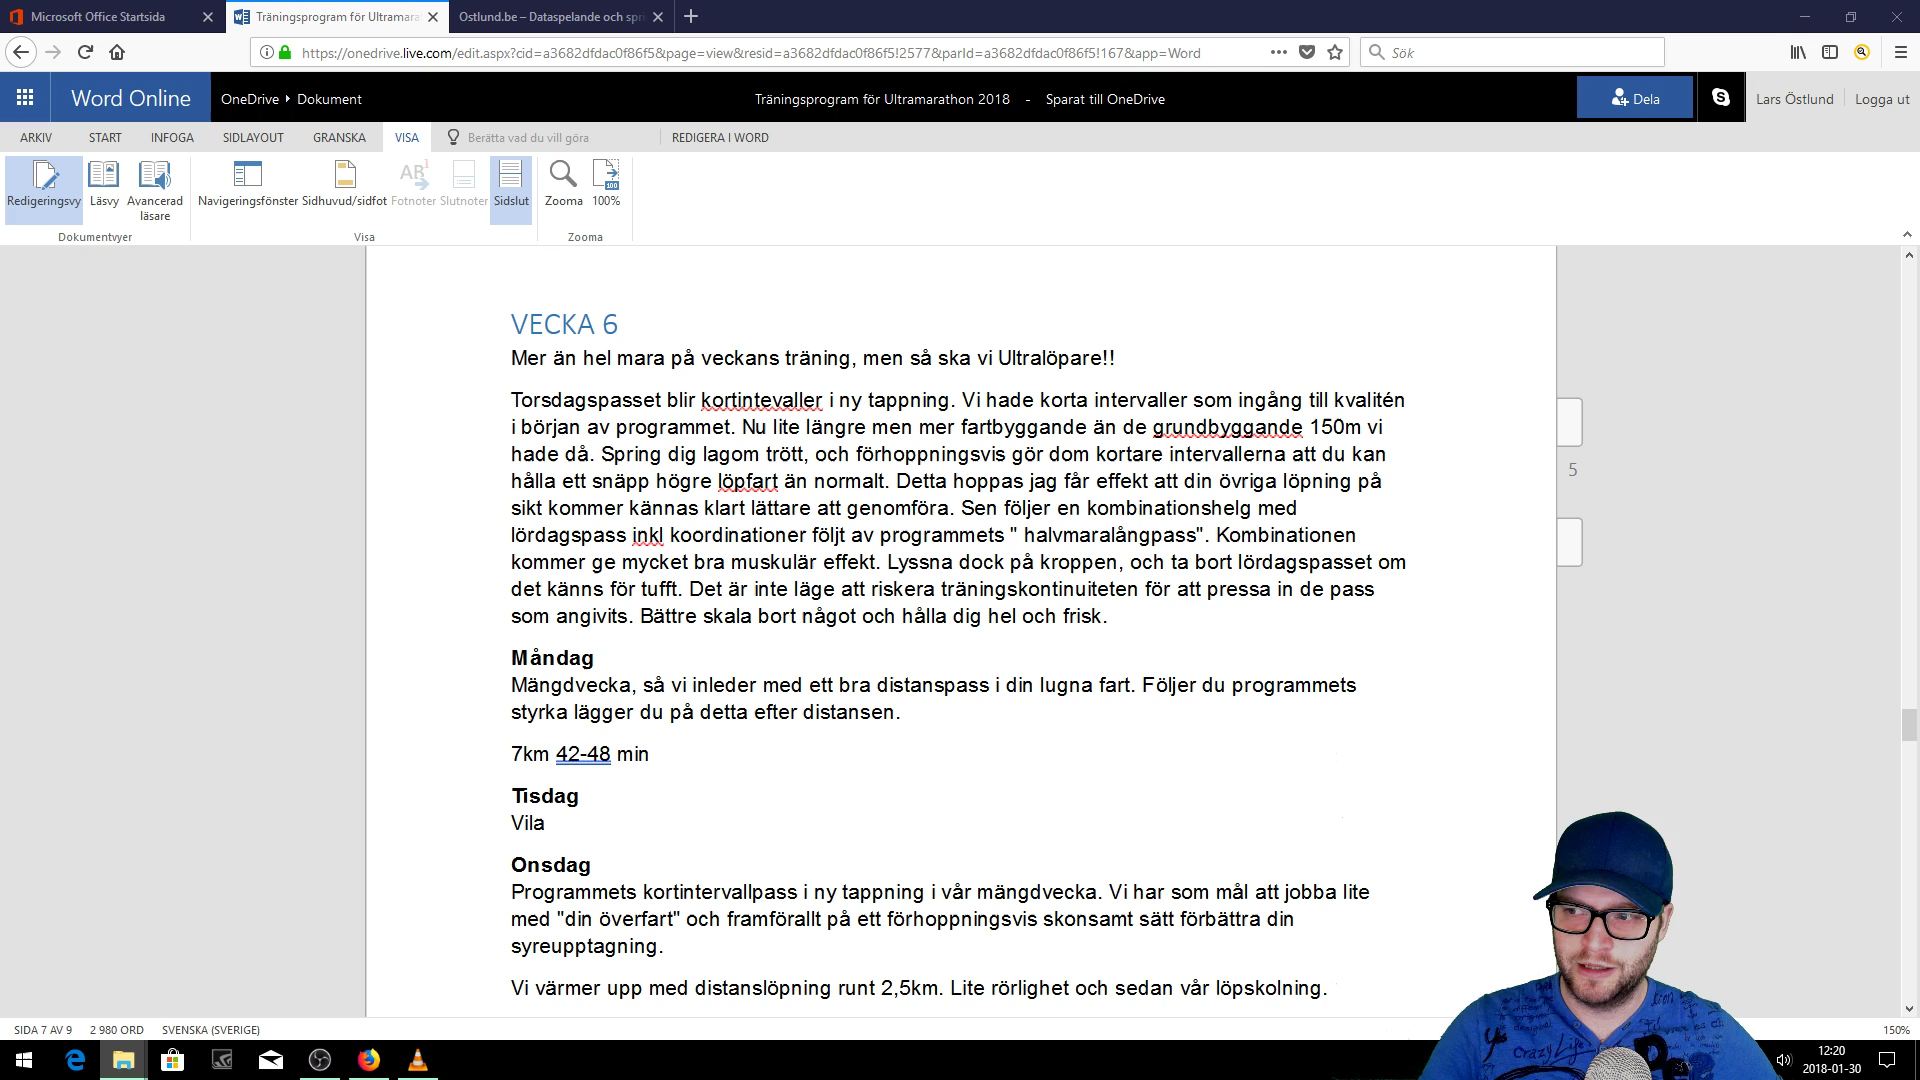 Microsoft Office Startsida
Träningsprogram för Ultramara
Ostlund.be – Dataspelande och spr
https://onedrive.live.com/edit.aspx?cid=a3682dfdac0f86f5&page=view&resid=a3682dfdac0f86f5!2577&parId=a3682dfdac0f86f5!167&app=Word
Sök
Word Online
OneDrive Dokument
Träningsprogram för Ultramarathon 2018 - Sparat till OneDrive
Dela
Lars Östlund
Logga ut
ARKIV START INFOGA SIDLAYOUT GRANSKA VISA Berätta vad du vill göra REDIGERA I WORD
Redigeringsvy Läsvy Avancerad läsare Navigeringsfönster Sidhuvud/sidfot Fotnoter Slutnoter Sidslut Zooma 100%
Dokumentvyer Visa Zooma
VECKA 6
Mer än hel mara på veckans träning, men så ska vi Ultralöpare!!
Torsdagspasset blir kortintevaller i ny tappning. Vi hade korta intervaller som ingång till kvalitén
i början av programmet. Nu lite längre men mer fartbyggande än de grundbyggande 150m vi
hade då. Spring dig lagom trött, och förhoppningsvis gör dom kortare intervallerna att du kan
hålla ett snäpp högre löpfart än normalt. Detta hoppas jag får effekt att din övriga löpning på
sikt kommer kännas klart lättare att genomföra. Sen följer en kombinationshelg med
lördagspass inkl koordinationer följt av programmets " halvmaralångpass". Kombinationen
kommer ge mycket bra muskulär effekt. Lyssna dock på kroppen, och ta bort lördagspasset om
det känns för tufft. Det är inte läge att riskera träningskontinuiteten för att pressa in de pass
som angivits. Bättre skala bort något och hålla dig hel och frisk.
5
Måndag
Mängdvecka, så vi inleder med ett bra distanspass i din lugna fart. Följer du programmets
styrka lägger du på detta efter distansen.
7km 42-48 min
Tisdag
Vila
Onsdag
Programmets kortintervallpass i ny tappning i vår mängdvecka. Vi har som mål att jobba lite
med "din överfart" och framförallt på ett förhoppningsvis skonsamt sätt förbättra din
syreupptagning.
Vi värmer upp med distanslöpning runt 2,5km. Lite rörlighet och sedan vår löpskolning.
SIDA 7 AV 9 2 980 ORD SVENSKA (SVERIGE)
150%
12:20
2018-01-30
crazy Life